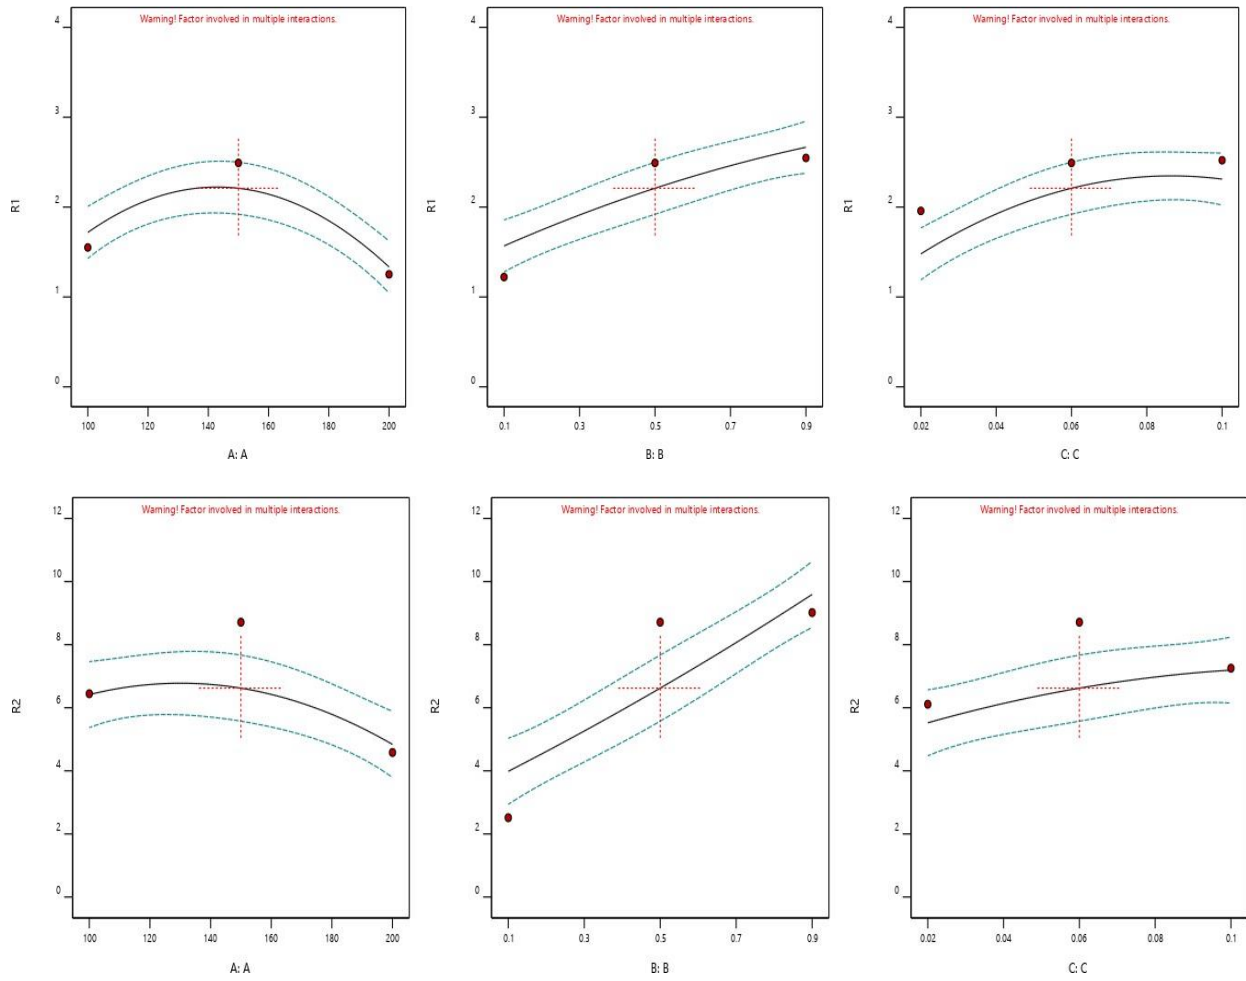 Warning! Factor involved in multiple interactions.
4
3
2
1
0
R1
100 120 140 160 180 200
A: A
Warning! Factor involved in multiple interactions.
4
3
2
1
0
R1
0.1 0.3 0.5 0.7 0.9
B: B
Warning! Factor involved in multiple interactions.
4
3
2
1
0
R1
0.02 0.04 0.06 0.08 0.1
C: C
Warning! Factor involved in multiple interactions.
12
10
8
6
4
2
0
R2
100 120 140 160 180 200
A: A
Warning! Factor involved in multiple interactions.
12
10
8
6
4
2
0
R2
0.1 0.3 0.5 0.7 0.9
B: B
Warning! Factor involved in multiple interactions.
12
10
8
6
4
2
0
R2
0.02 0.04 0.06 0.08 0.1
C: C